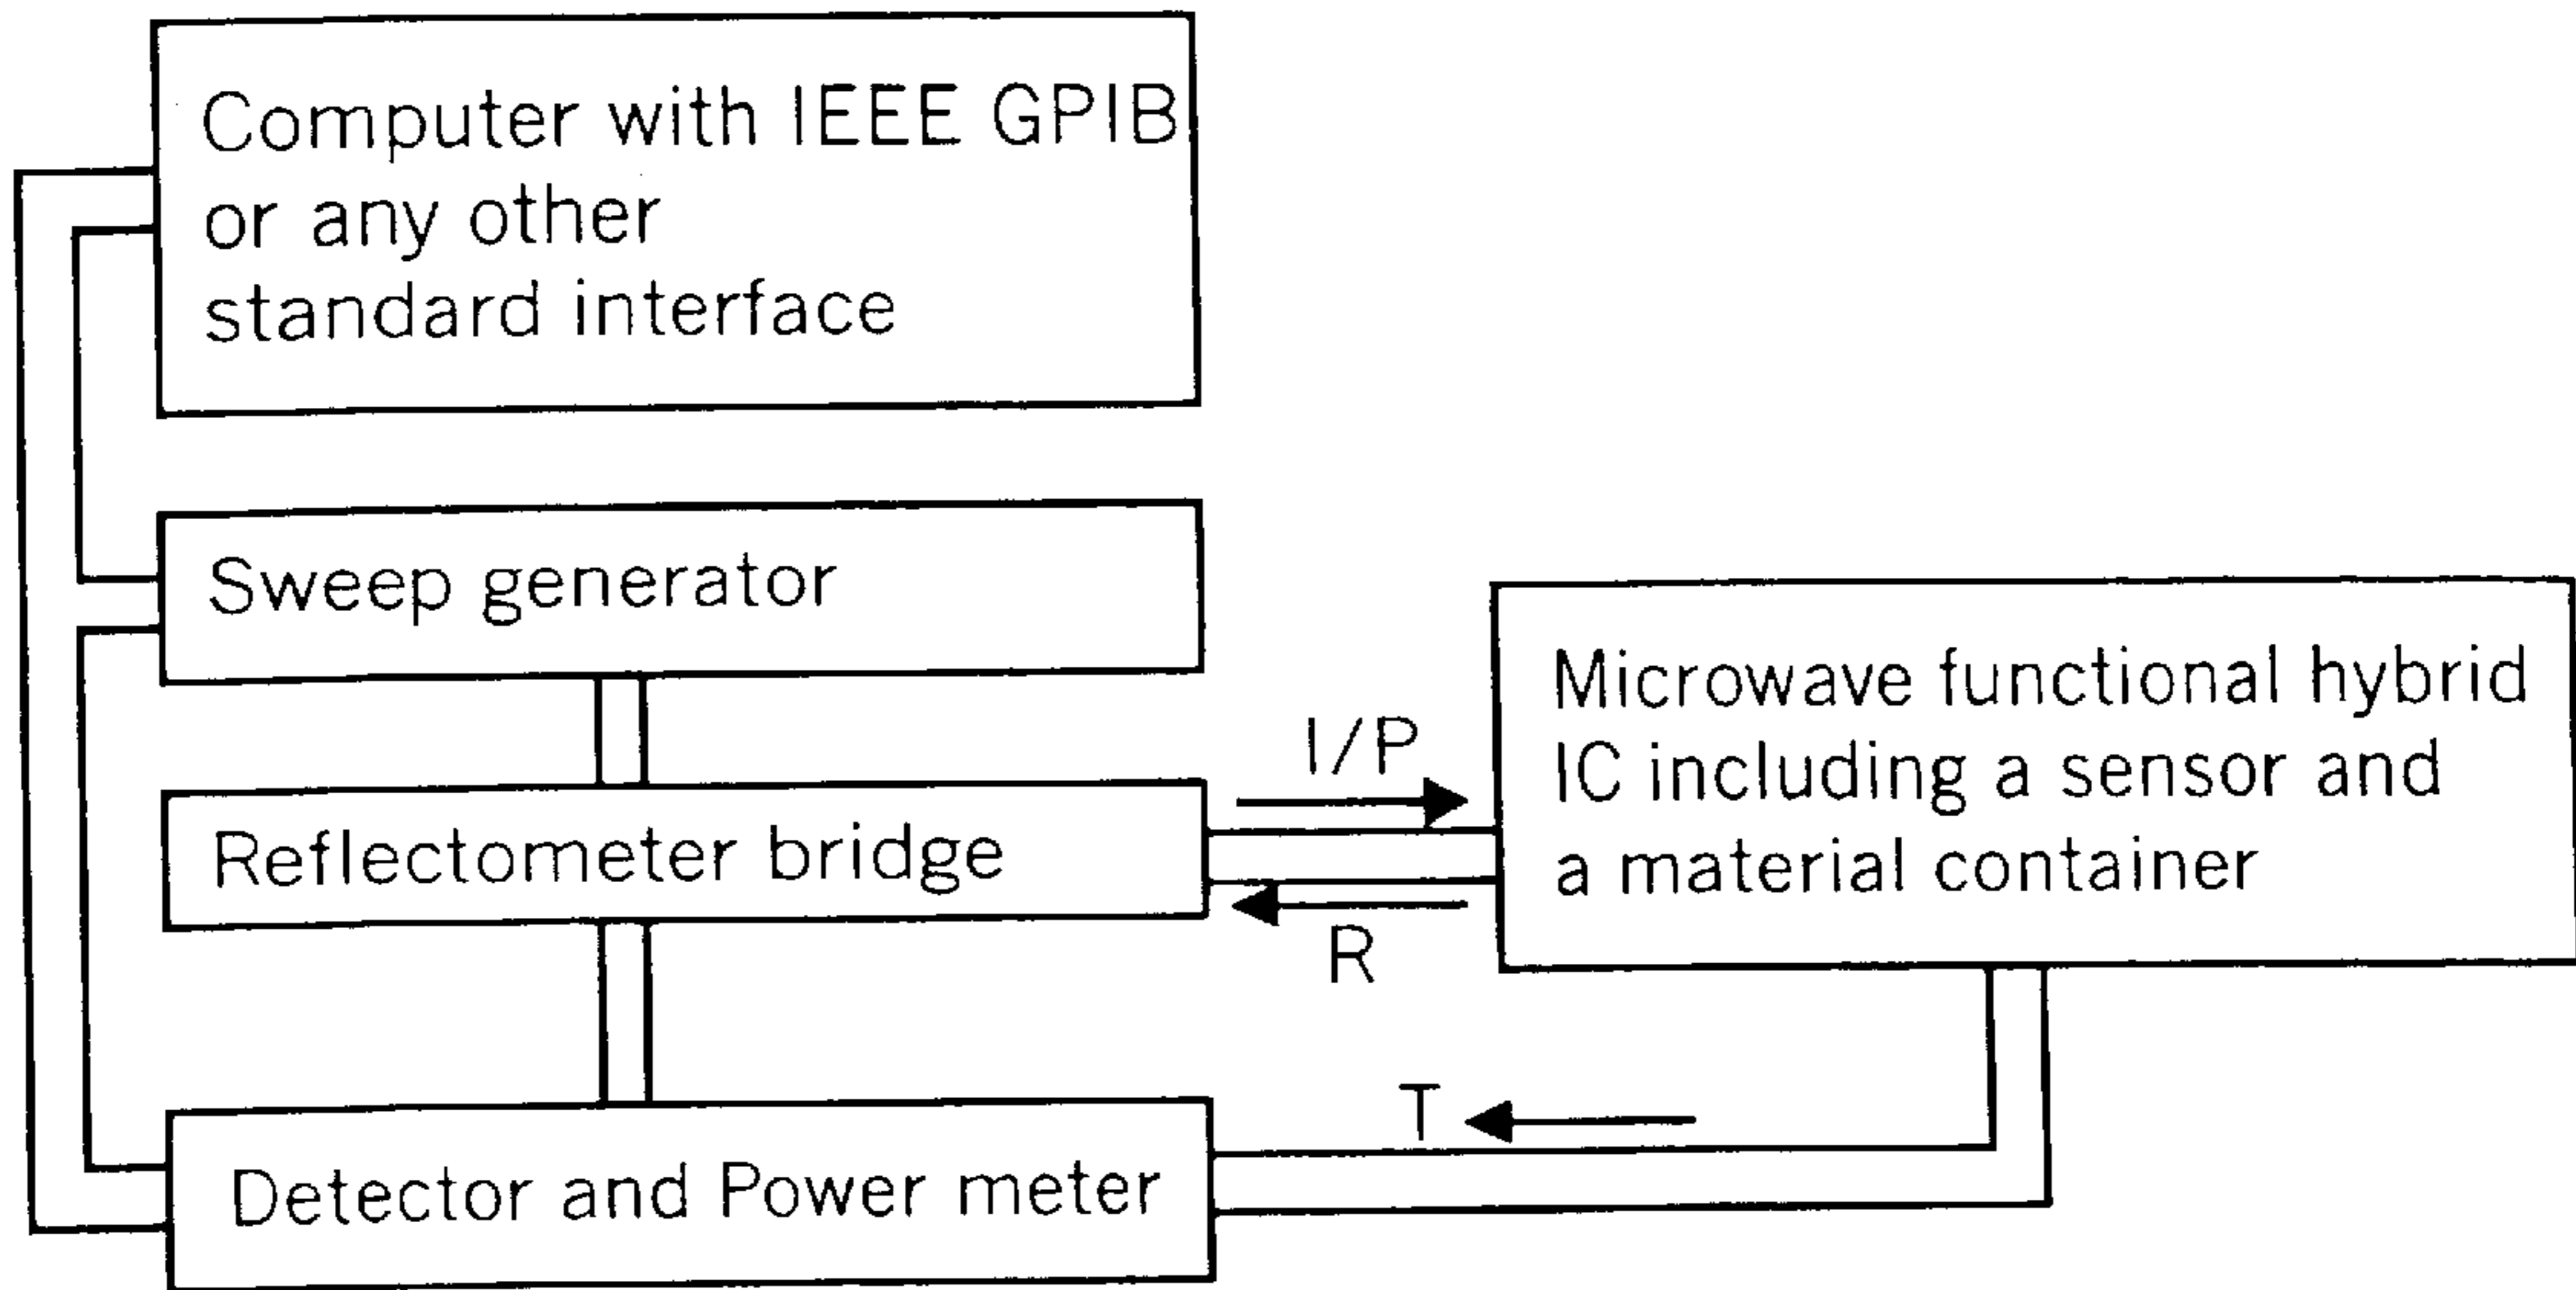 Computer with IEEE GPIB
or any other
standard interface
Sweep generator
Reflectometer bridge
I/P
R
Microwave functional hybrid
IC including a sensor and
a material container
T
Detector and Power meter